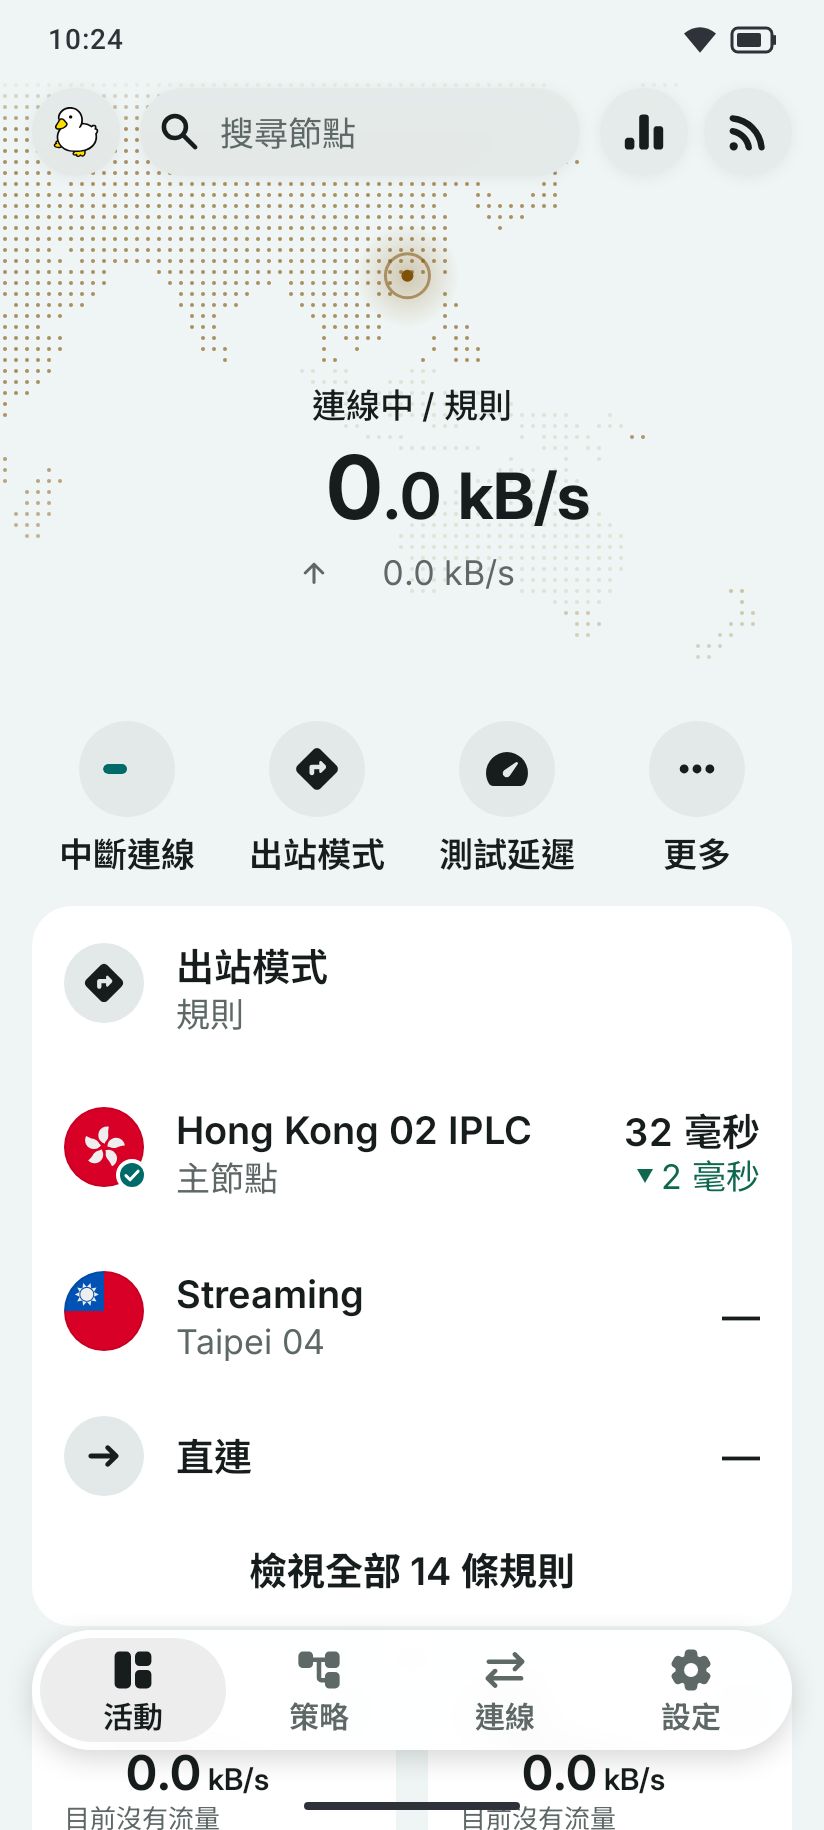 10:24
搜尋節點
連線中 / 規則
0.0 kB/s
0.0 kB/s
中斷連線
出站模式
測試延遲
更多
出站模式
規則
Hong Kong 02 IPLC
32 毫秒
主節點
2 毫秒
Streaming
Taipei 04
—
直連
—
檢視全部 14 條規則
活動
策略
連線
設定
0.0 kB/s
0.0 kB/s
目前沒有流量
目前沒有流量